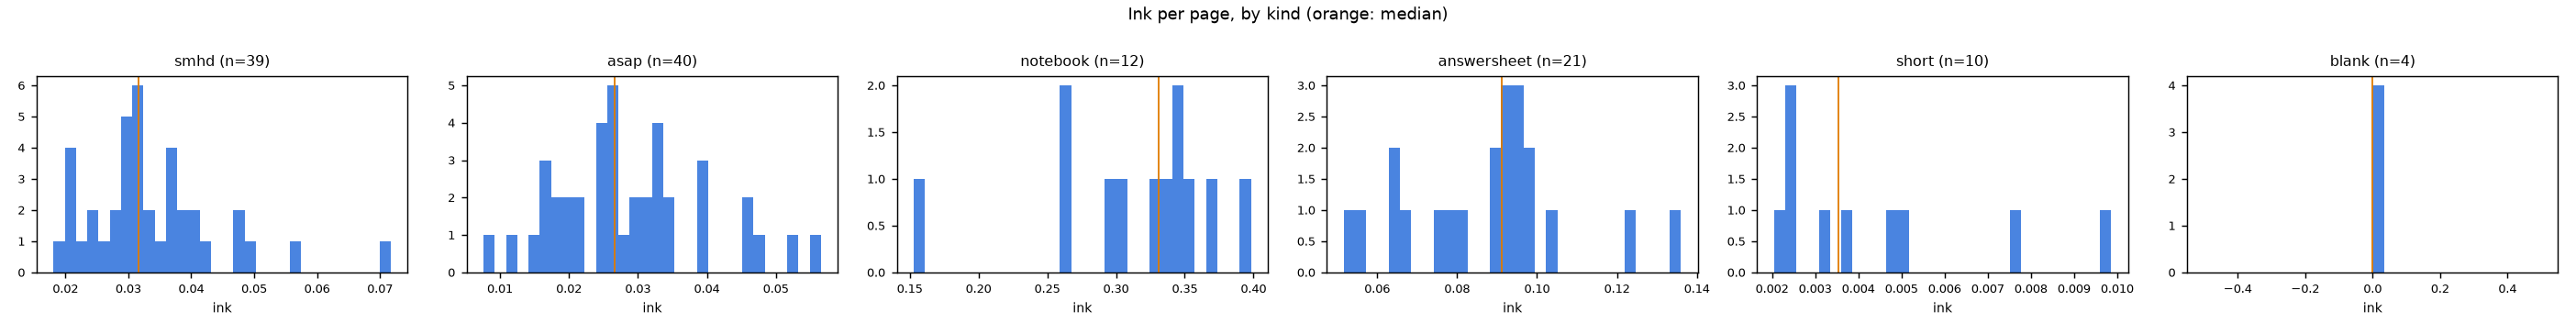 Ink per page, by kind (orange: median)
smhd (n=39)
6
5
4
3
2
1
0
0.02 0.03 0.04 0.05 0.06 0.07
ink
asap (n=40)
5
4
3
2
1
0
0.01 0.02 0.03 0.04 0.05
ink
notebook (n=12)
2.0
1.5
1.0
0.5
0.0
0.15 0.20 0.25 0.30 0.35 0.40
ink
answersheet (n=21)
3.0
2.5
2.0
1.5
1.0
0.5
0.0
0.06 0.08 0.10 0.12 0.14
ink
short (n=10)
3.0
2.5
2.0
1.5
1.0
0.5
0.0
0.002 0.003 0.004 0.005 0.006 0.007 0.008 0.009 0.010
ink
blank (n=4)
4
3
2
1
0
−0.4 −0.2 0.0 0.2 0.4
ink